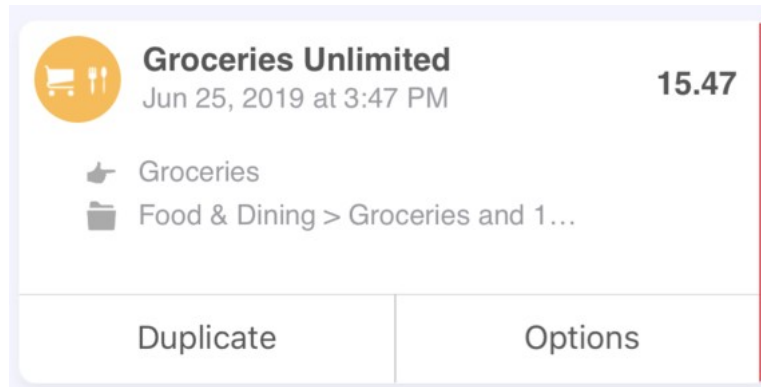 Groceries Unlimited
Jun 25, 2019 at 3:47 PM
15.47
Groceries
Food & Dining > Groceries and 1...
Duplicate
Options